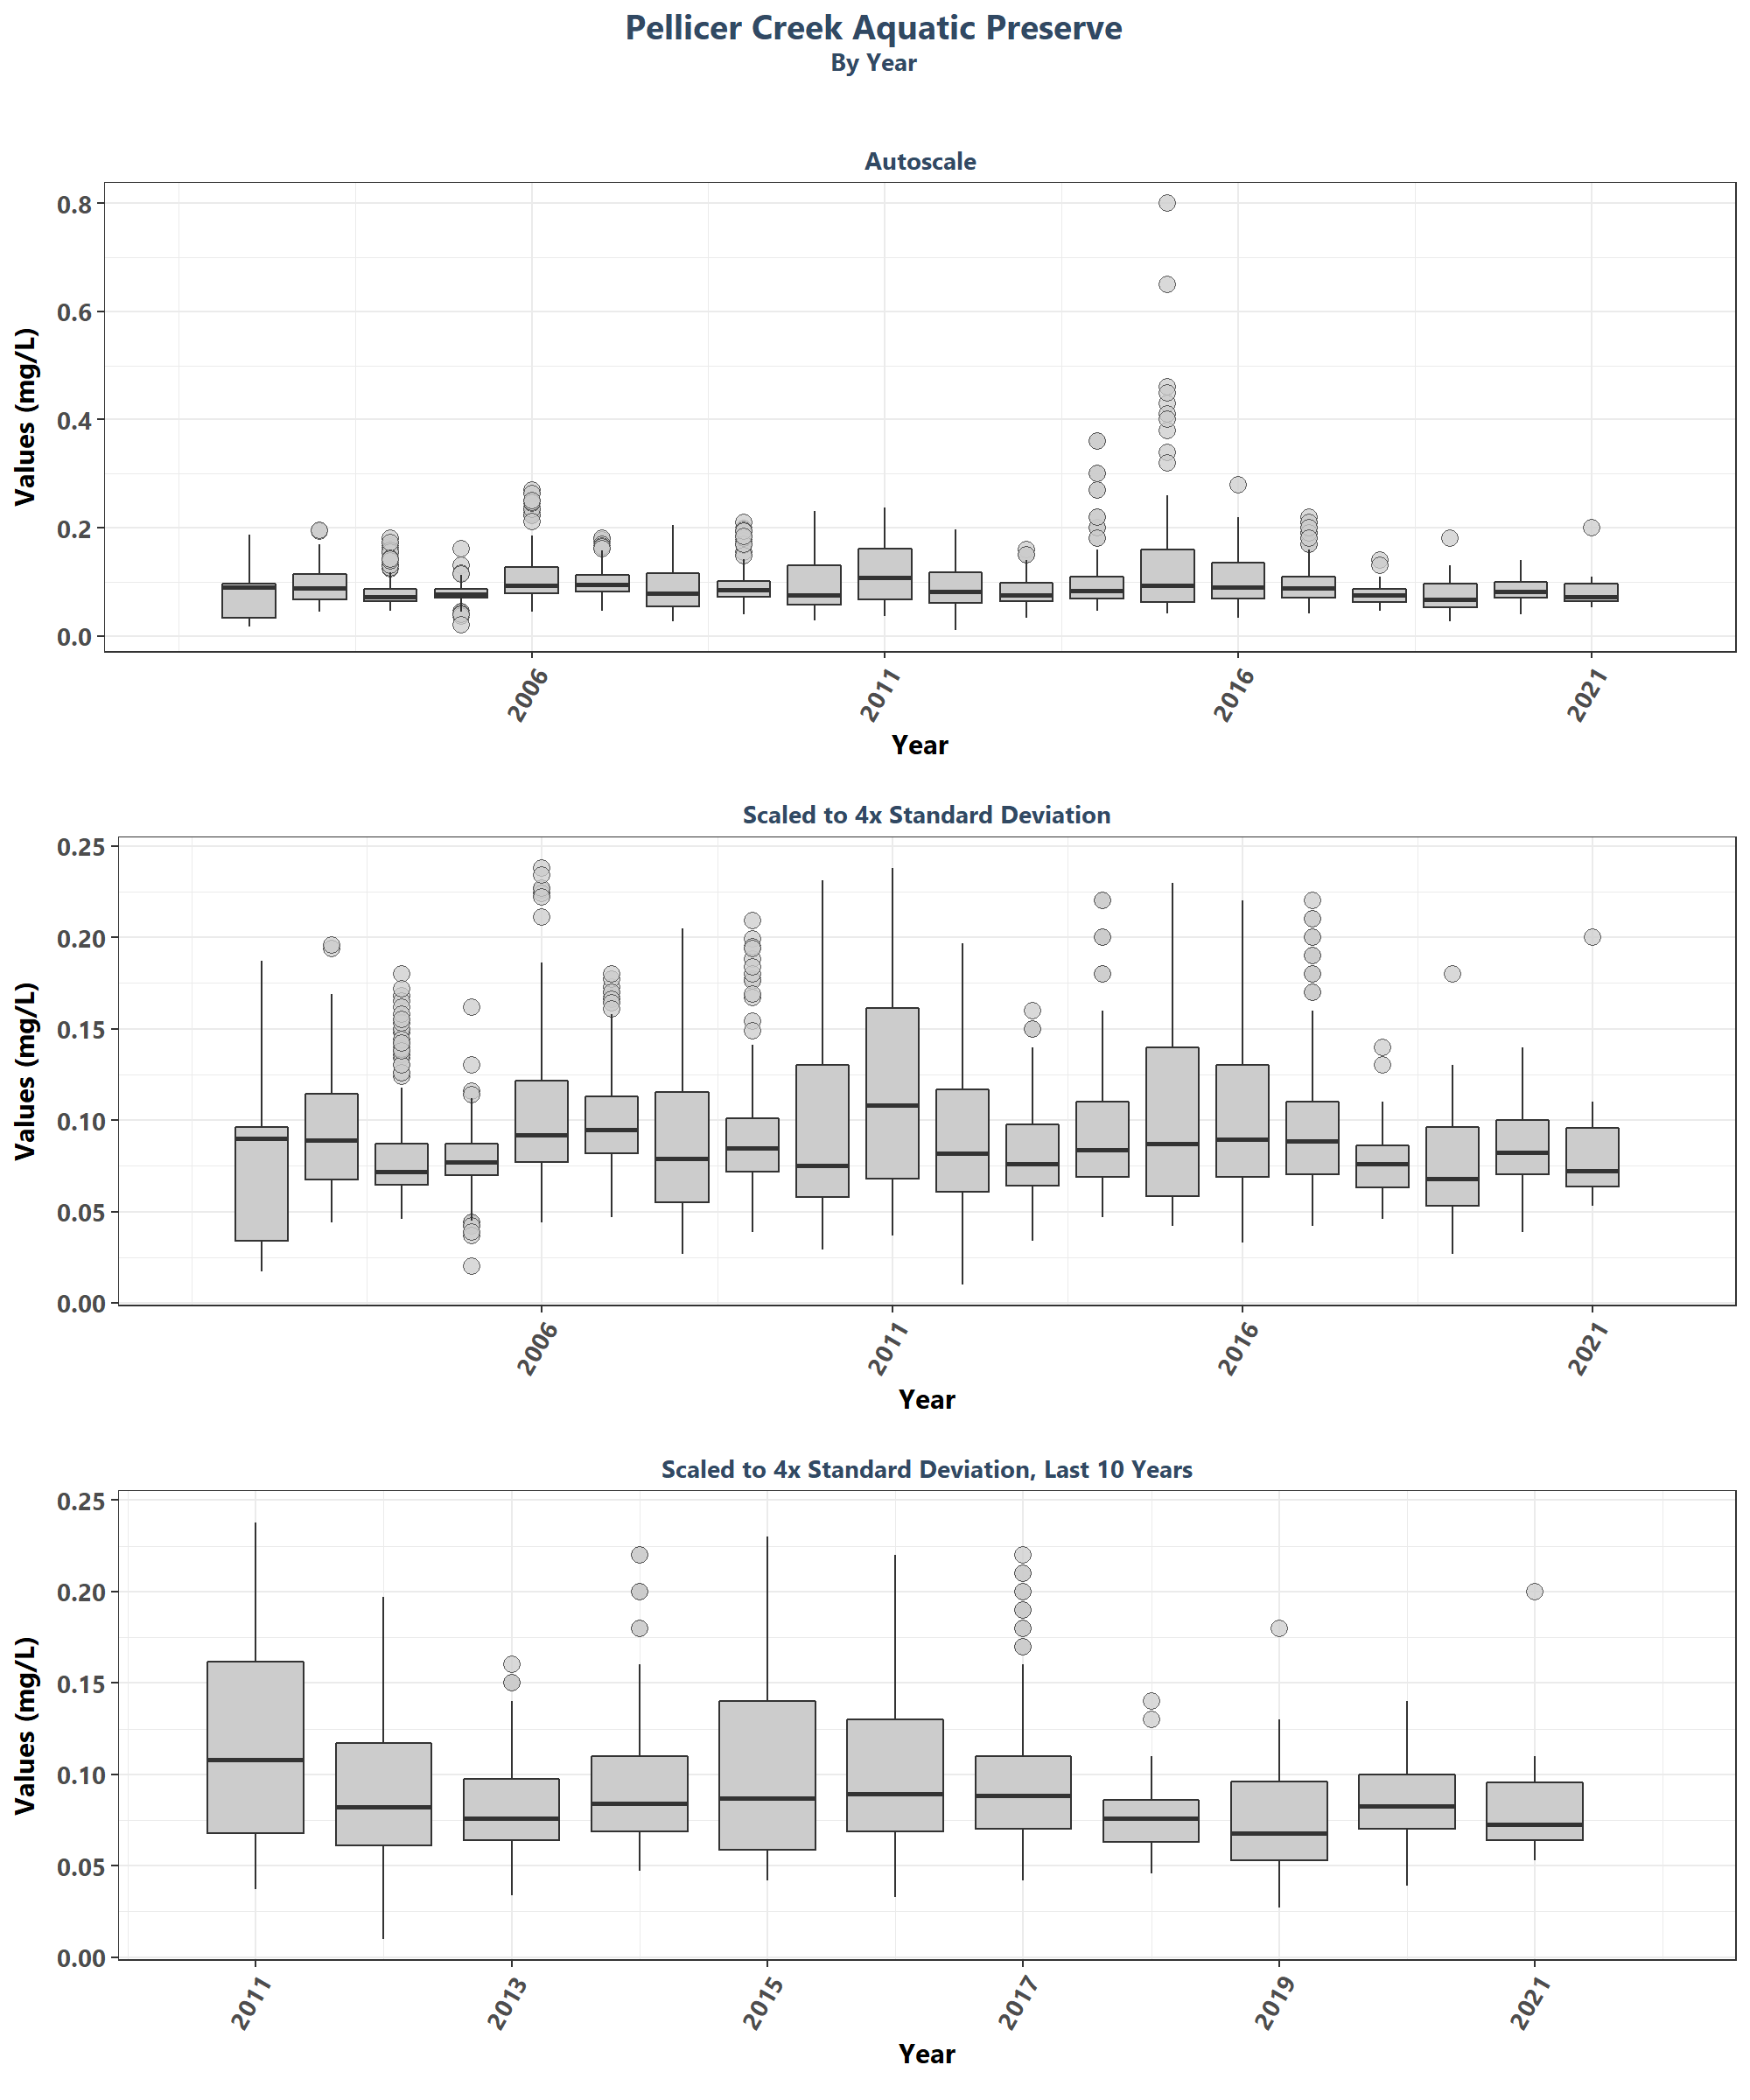 Pellicer Creek Aquatic Preserve
By Year
Autoscale
0.8
0.6
0.4
0.2
0.0
Values (mg/L)
2006 2011 2016 2021
Year
Scaled to 4x Standard Deviation
0.25
0.20
0.15
0.10
0.05
0.00
Values (mg/L)
2006 2011 2016 2021
Year
Scaled to 4x Standard Deviation, Last 10 Years
0.25
0.20
0.15
0.10
0.05
0.00
Values (mg/L)
2011 2013 2015 2017 2019 2021
Year